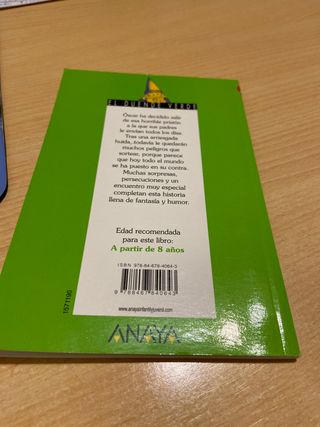 EL DUENDE VERDE
Óscar ha decidido salir
de esa horrible prisión
a la que sus padres
le envían todos los días.
Tras una arriesgada
huida, todavía le quedarán
muchos peligros que
sortear, porque parece
que hoy todo el mundo
se ha puesto en su contra.
Muchas sorpresas,
persecuciones y un
encuentro muy especial
completan esta historia
llena de fantasía y humor.
Edad recomendada
para este libro:
A partir de 8 años
ISBN 978-84-678-4064-3
9 788467 840643
www.anayainfantilyjuvenil.com
1571190
ANAYA